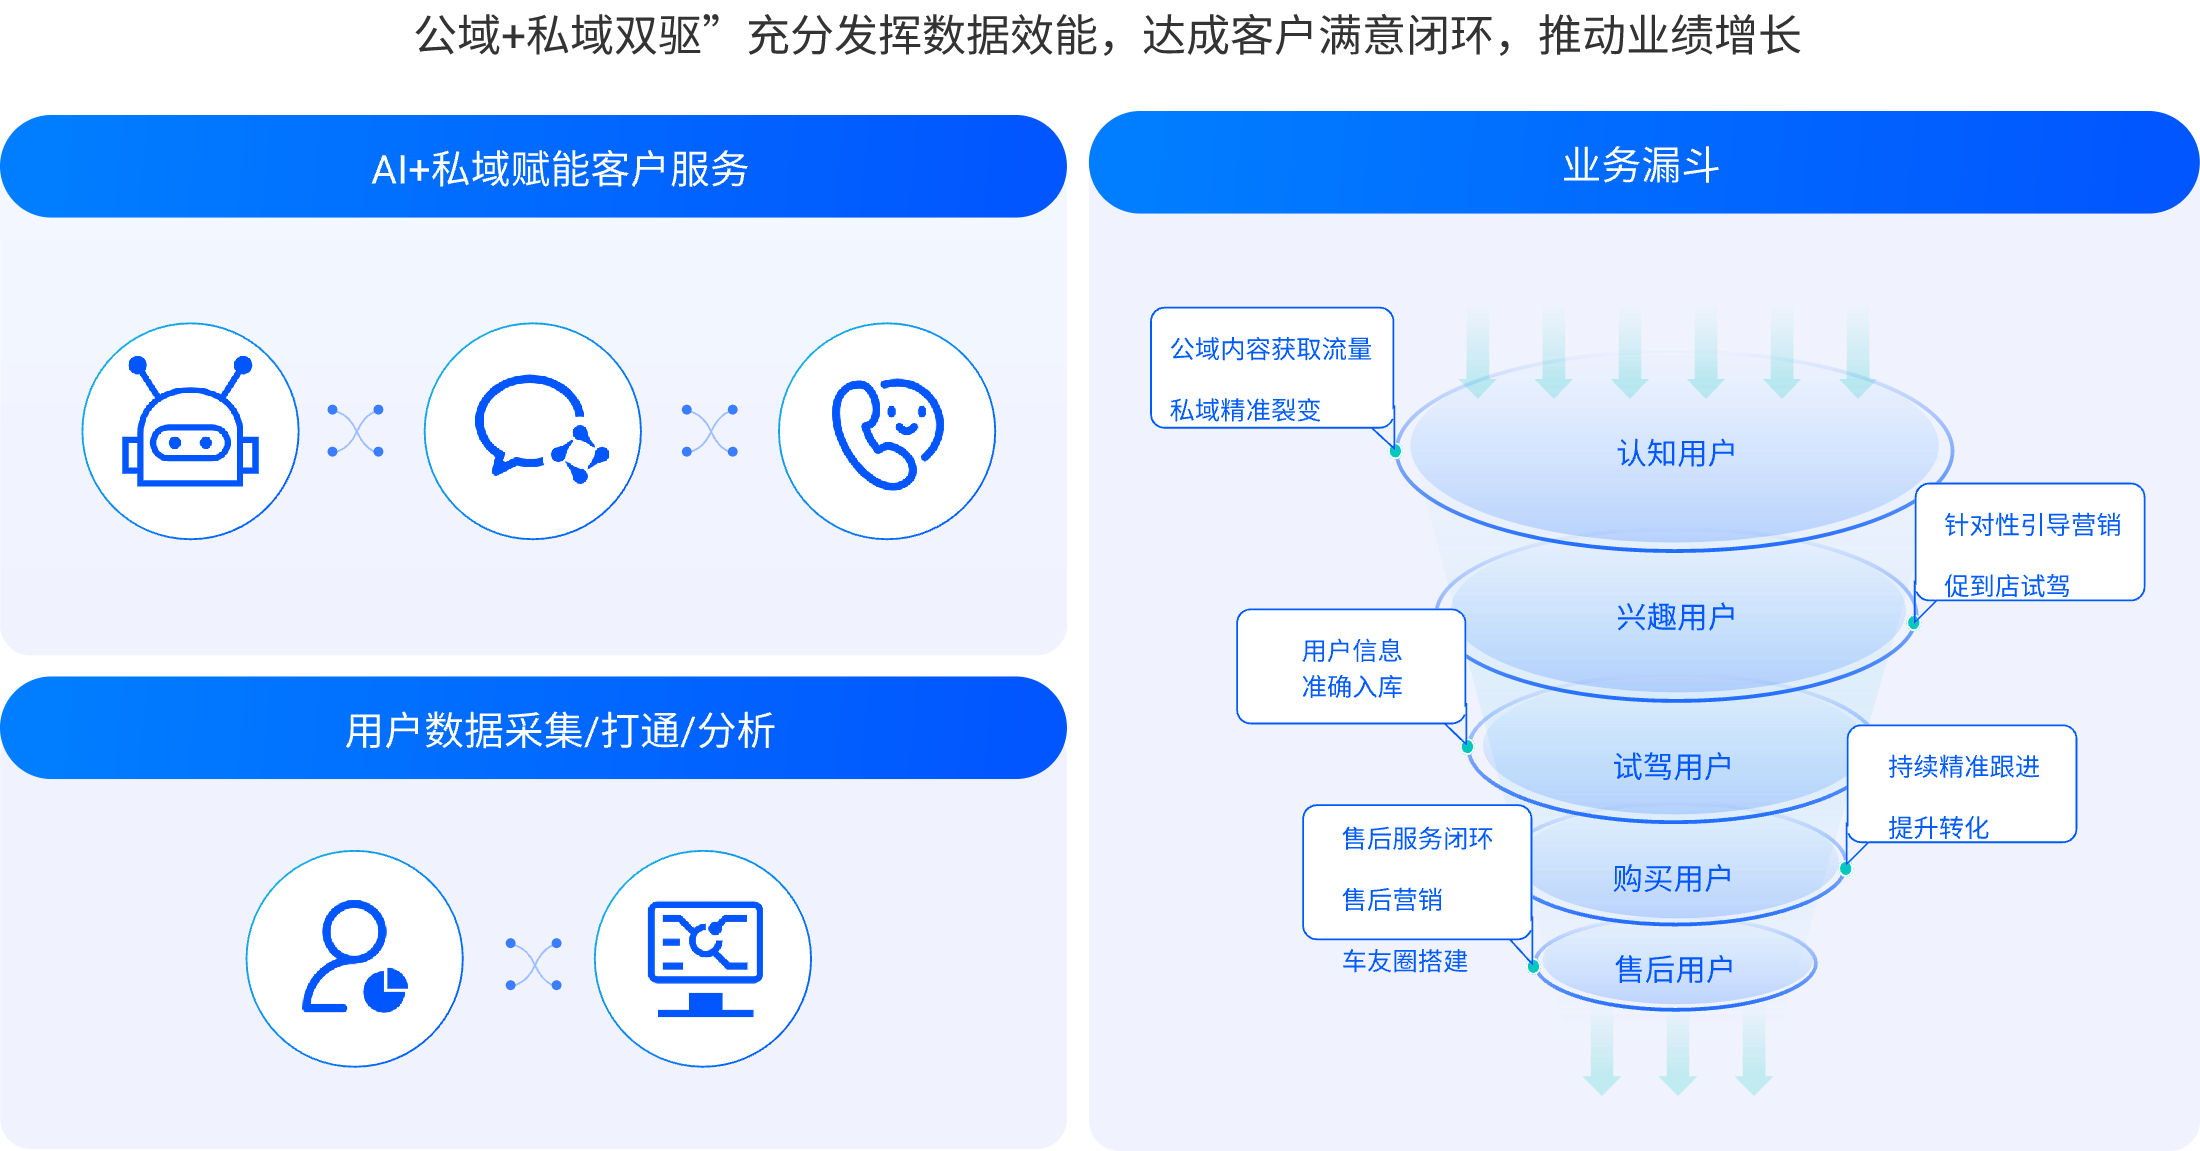 公域+私域双驱”充分发挥数据效能，达成客户满意闭环，推动业绩增长
AI+私域赋能客户服务
用户数据采集/打通/分析
业务漏斗
公域内容获取流量
私域精准裂变
认知用户
针对性引导营销
促到店试驾
兴趣用户
用户信息
准确入库
试驾用户
持续精准跟进
提升转化
购买用户
售后服务闭环
售后营销
车友圈搭建
售后用户